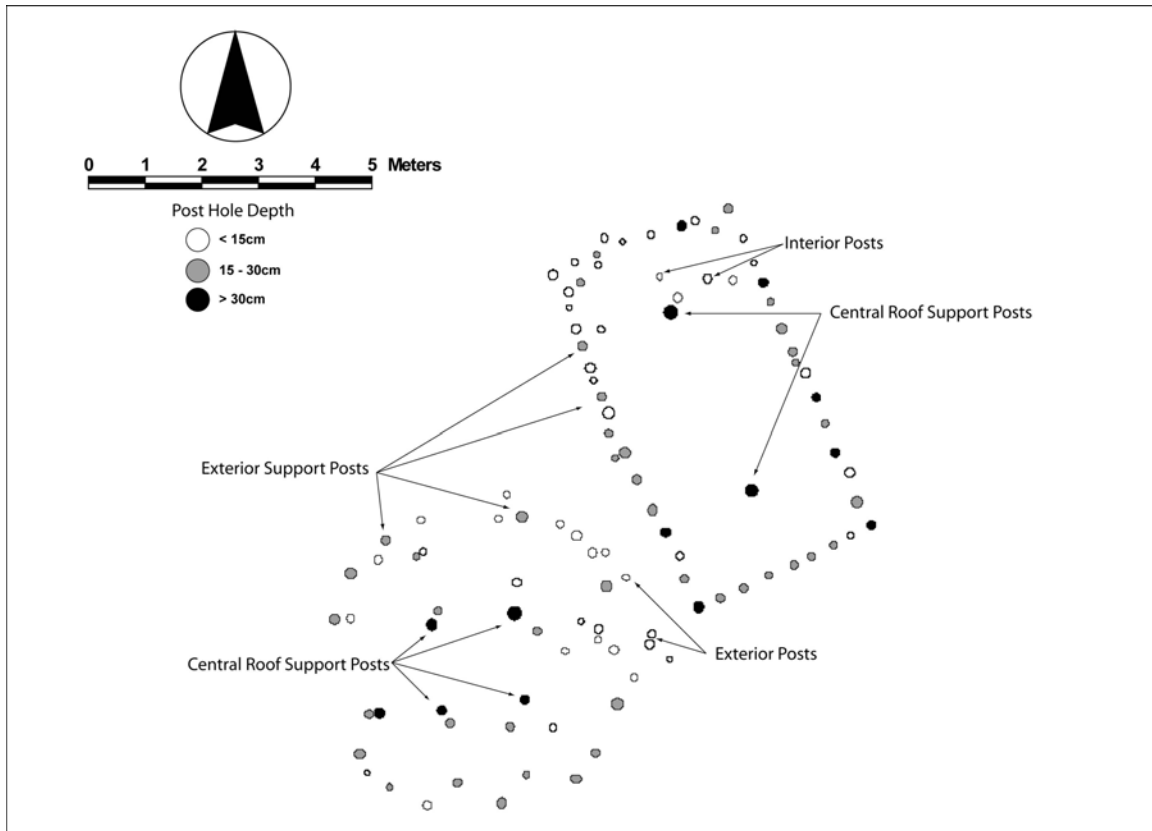 0 1 2 3 4 5 Meters
Post Hole Depth
< 15cm
15 - 30cm
> 30cm
Interior Posts
Central Roof Support Posts
Exterior Support Posts
Central Roof Support Posts
Exterior Posts